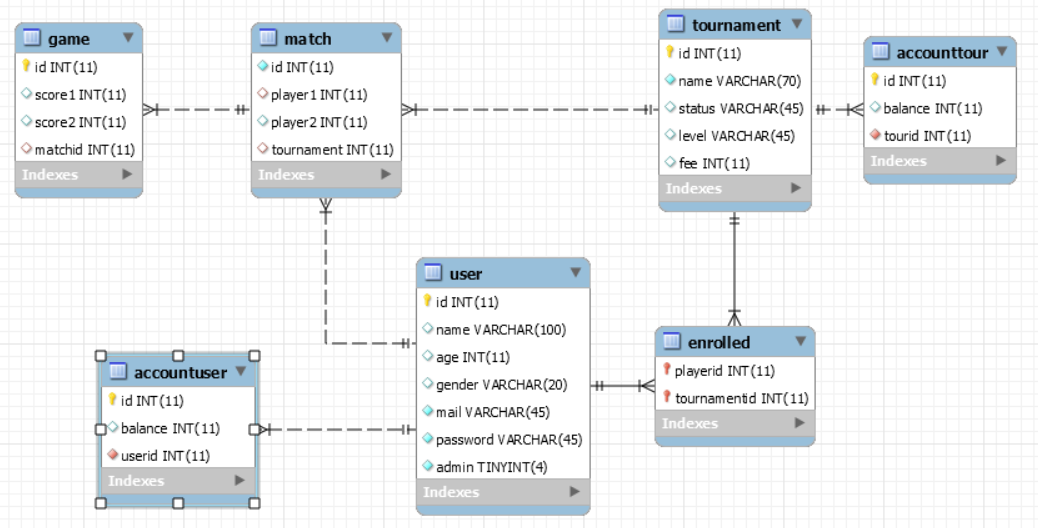 game
id INT(11)
score1 INT(11)
score2 INT(11)
matchid INT(11)
Indexes
match
id INT(11)
player1 INT(11)
player2 INT(11)
tournament INT(11)
Indexes
tournament
id INT(11)
name VARCHAR(70)
status VARCHAR(45)
level VARCHAR(45)
fee INT(11)
Indexes
accounttour
id INT(11)
balance INT(11)
tourid INT(11)
Indexes
user
id INT(11)
name VARCHAR(100)
age INT(11)
gender VARCHAR(20)
mail VARCHAR(45)
password VARCHAR(45)
admin TINYINT(4)
Indexes
enrolled
playerid INT(11)
tournamentid INT(11)
Indexes
accountuser
id INT(11)
balance INT(11)
userid INT(11)
Indexes